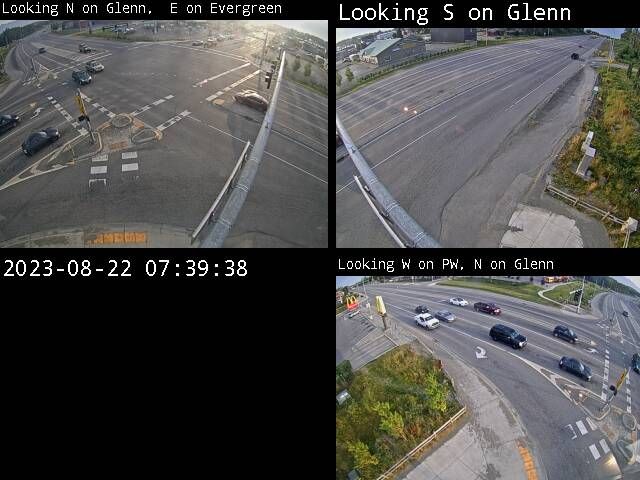 Looking N on Glenn,  E on Evergreen
Looking S on Glenn
2023-08-22 07:39:38
Looking W on PW, N on Glenn